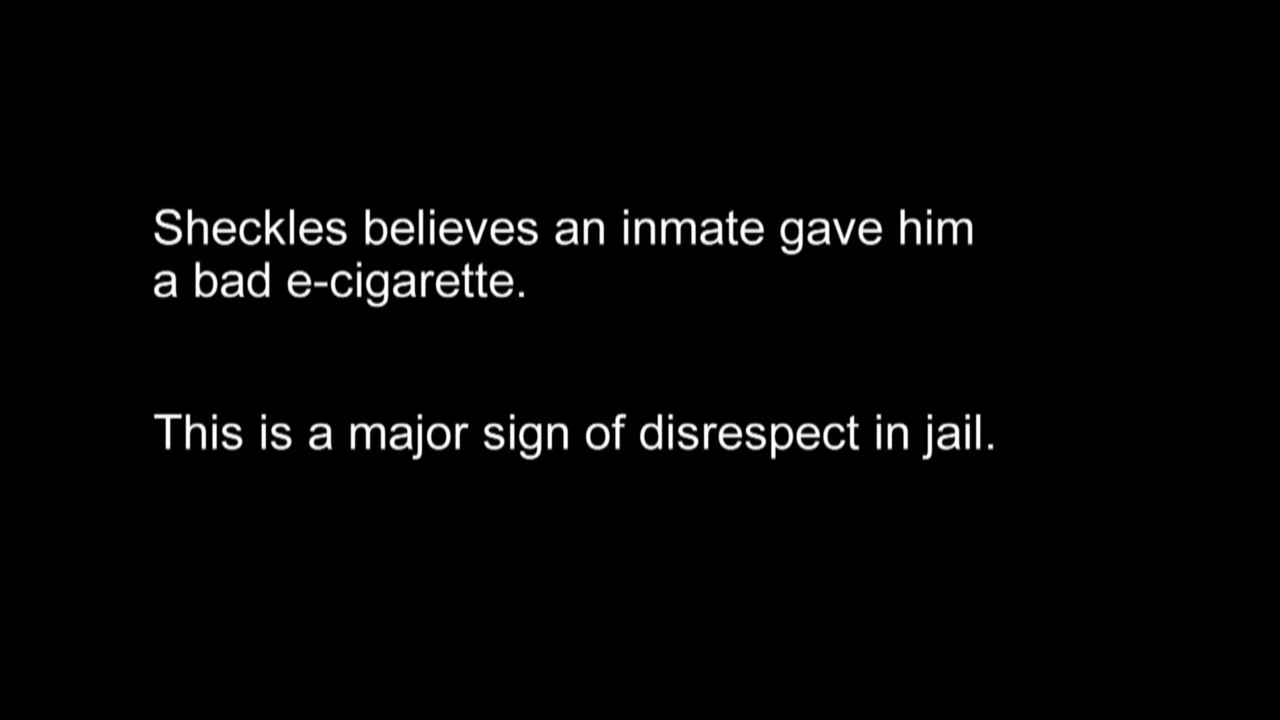 Sheckles believes an inmate gave him
a bad e-cigarette.
This is a major sign of disrespect in jail.